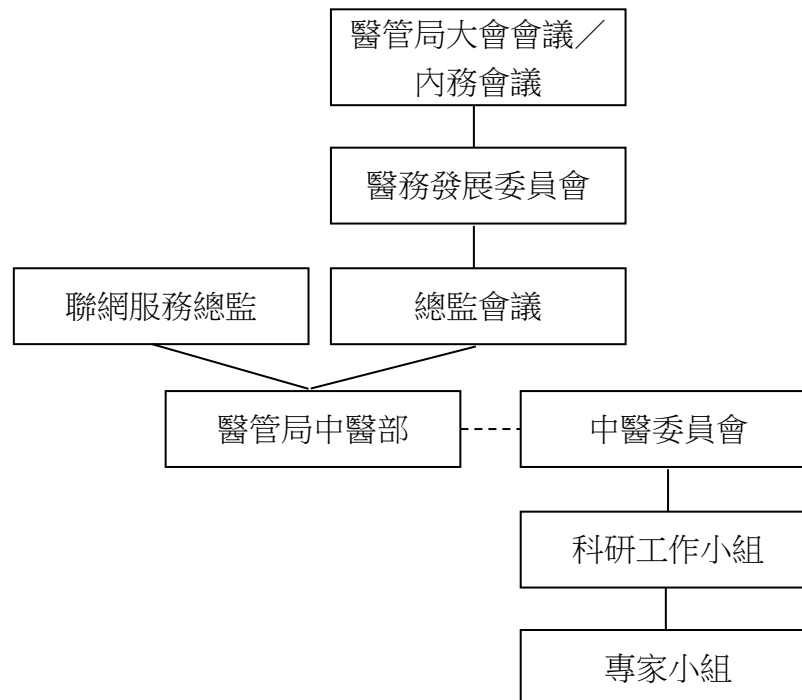 醫管局大會會議／
內務會議
醫務發展委員會
聯網服務總監
總監會議
醫管局中醫部
中醫委員會
科研工作小組
專家小組